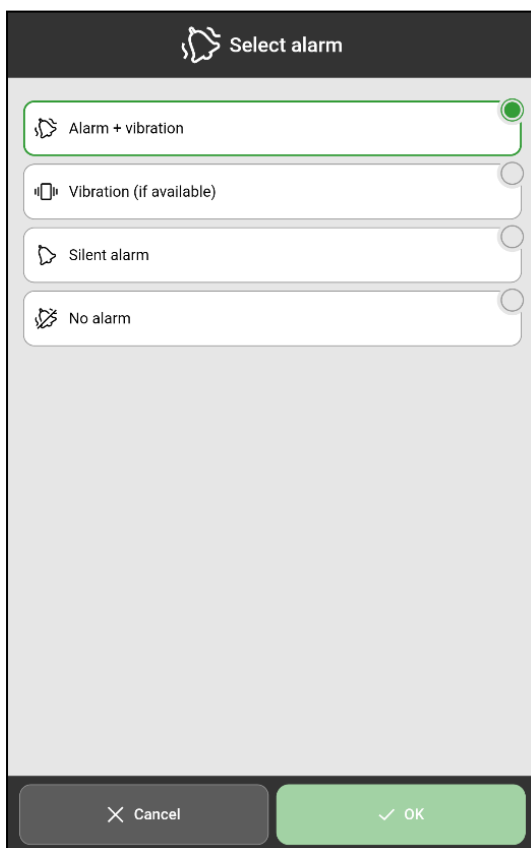 Select alarm
Alarm + vibration
Vibration (if available)
Silent alarm
No alarm
Cancel
OK